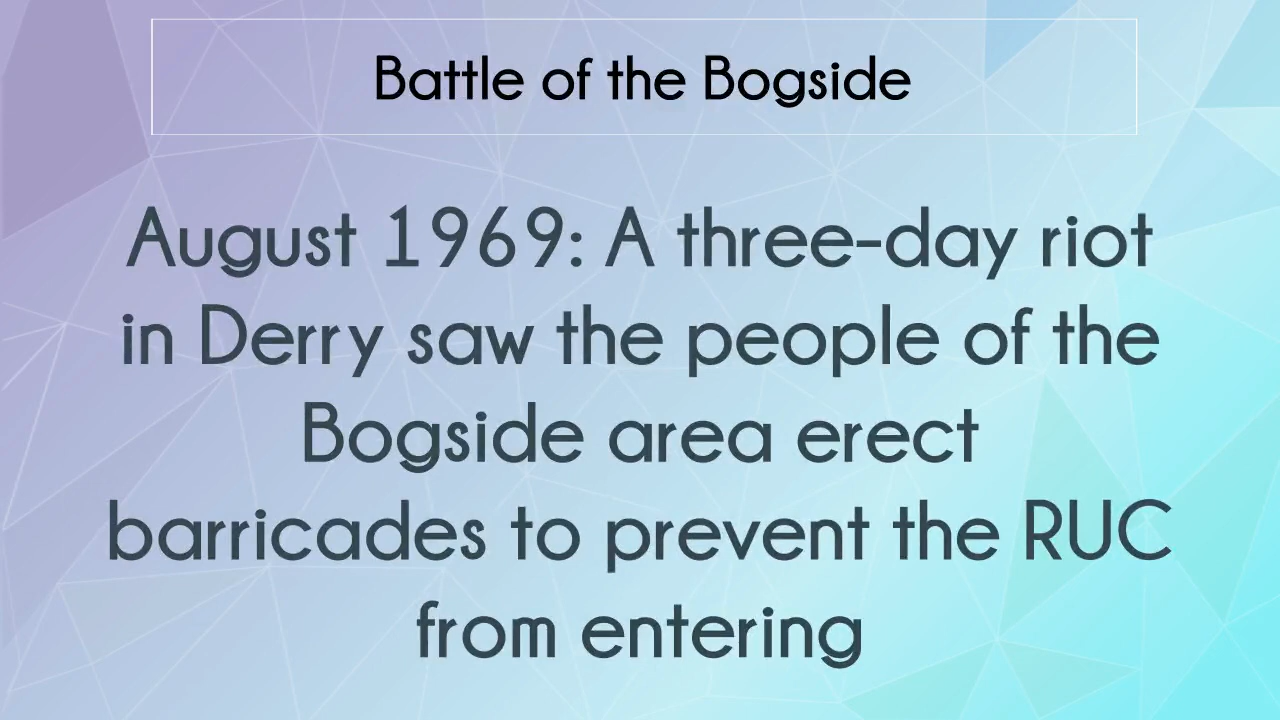 Battle of the Bogside
August 1969: A three-day riot
in Derry saw the people of the
Bogside area erect
barricades to prevent the RUC
from entering